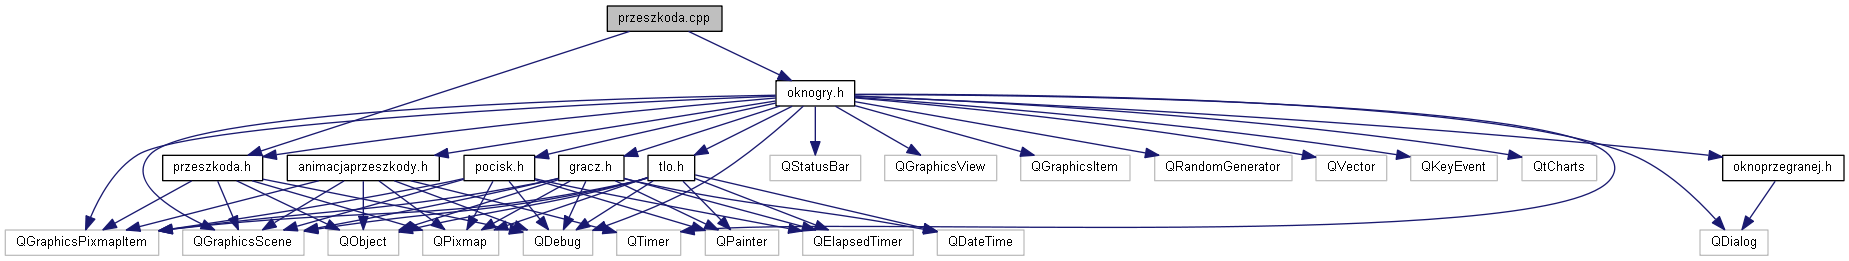 przeszkoda.cpp
oknogry.h
przeszkoda.h
animacjaprzeszkody.h
pocisk.h
gracz.h
tlo.h
QStatusBar
QGraphicsView
QGraphicsItem
QRandomGenerator
QVector
QKeyEvent
QtCharts
oknoprzegranej.h
QGraphicsPixmapItem
QGraphicsScene
QObject
QPixmap
QDebug
QTimer
QPainter
QElapsedTimer
QDateTime
QDialog